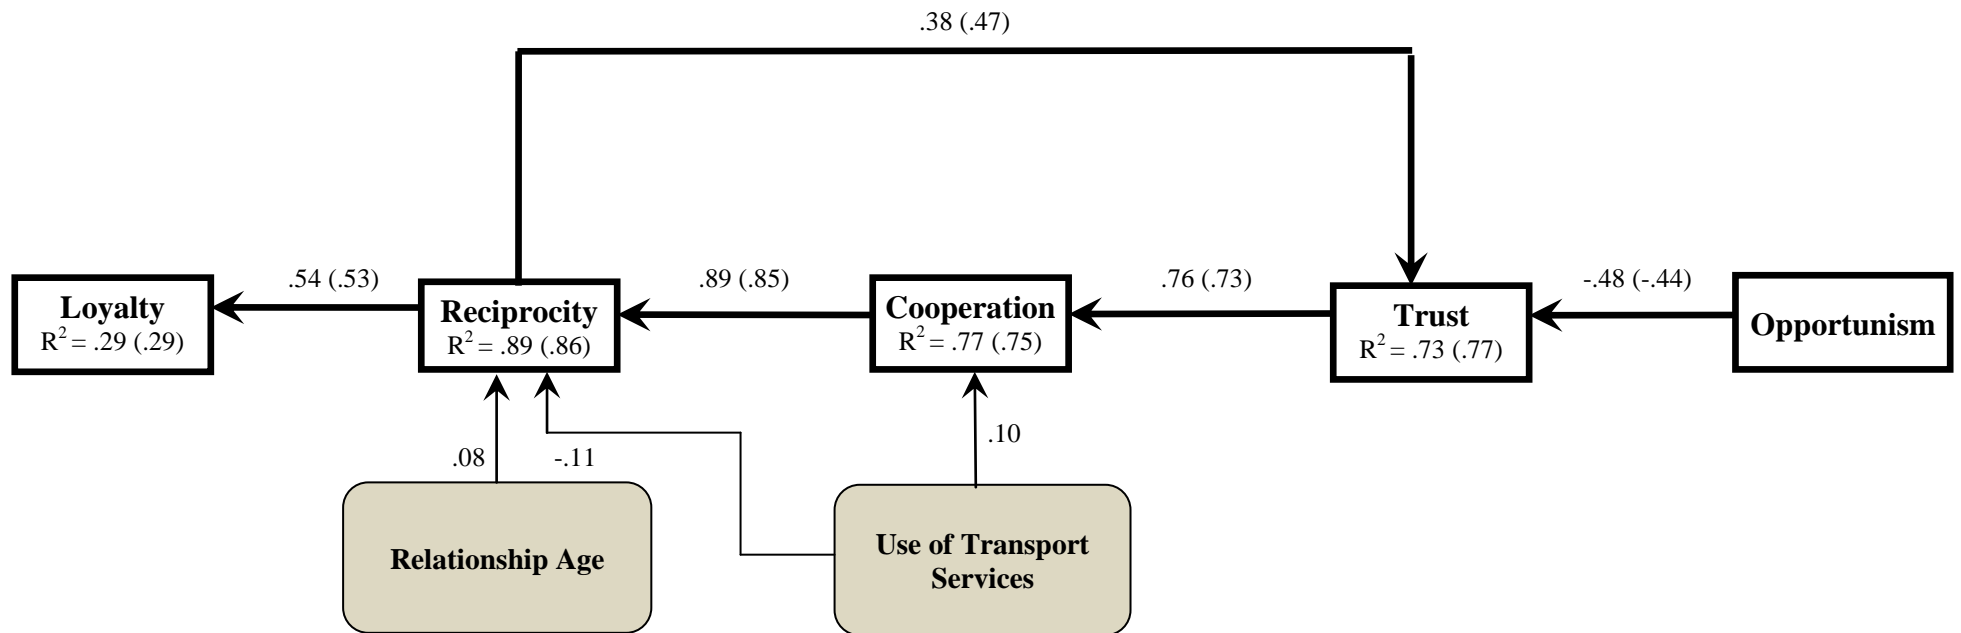 .38 (.47)
.54 (.53)
.89 (.85)
.76 (.73)
-.48 (-.44)
Loyalty
R² = .29 (.29)
Reciprocity
R² = .89 (.86)
Cooperation
R² = .77 (.75)
Trust
R² = .73 (.77)
Opportunism
.08
-.11
.10
Relationship Age
Use of Transport
Services